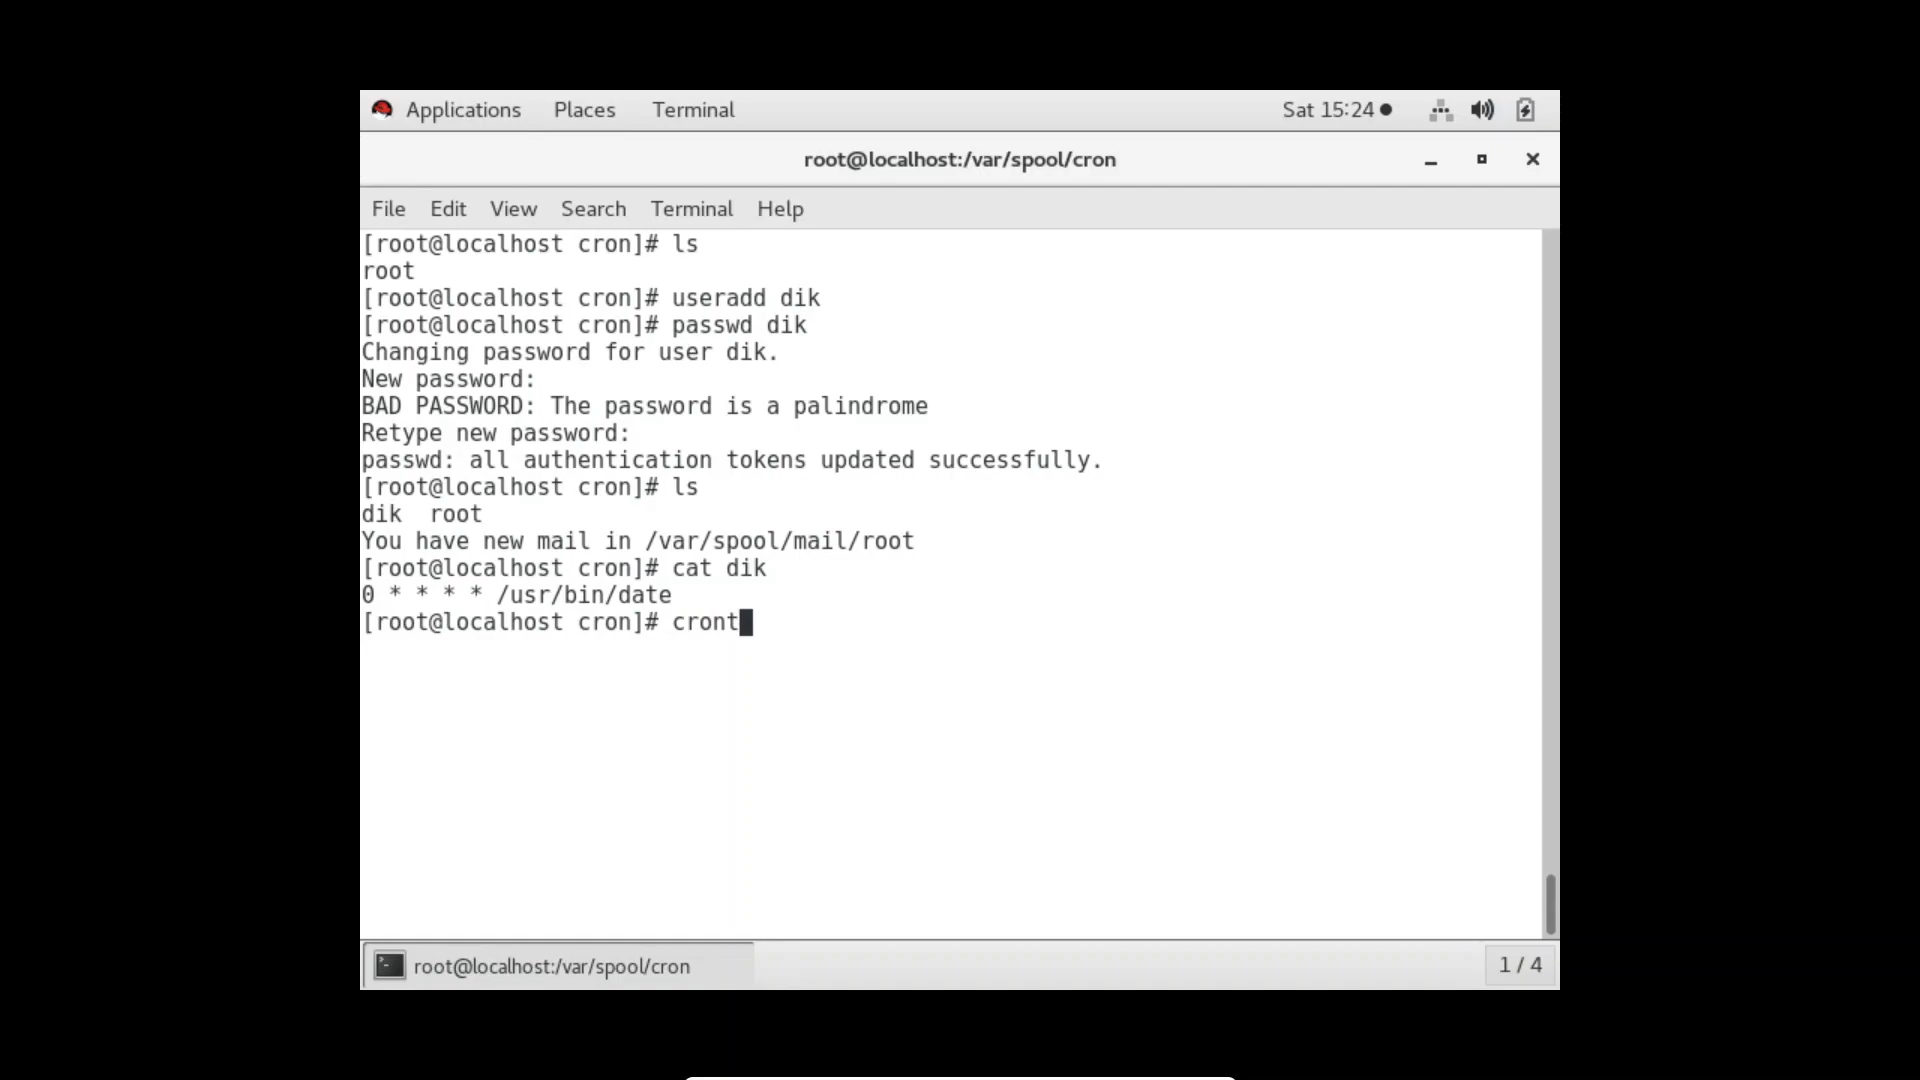 Applications Places Terminal Sat 15:24
root@localhost:/var/spool/cron
File Edit View Search Terminal Help
[root@localhost cron]# ls
root
[root@localhost cron]# useradd dik
[root@localhost cron]# passwd dik
Changing password for user dik.
New password:
BAD PASSWORD: The password is a palindrome
Retype new password:
passwd: all authentication tokens updated successfully.
[root@localhost cron]# ls
dik  root
You have new mail in /var/spool/mail/root
[root@localhost cron]# cat dik
0 * * * * /usr/bin/date
[root@localhost cron]# cront
root@localhost:/var/spool/cron 1 / 4